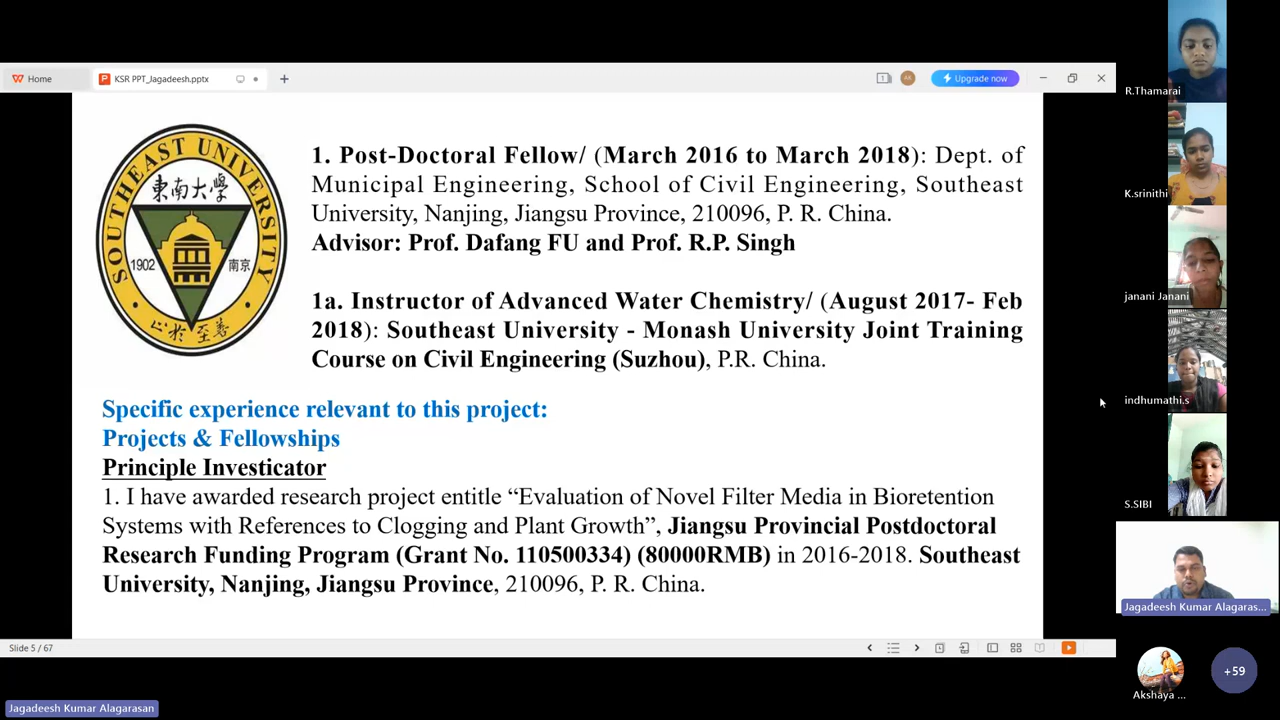 Home
KSR PPT_Jagadeesh.pptx
1
AK
Upgrade now
SOUTHEAST UNIVERSITY
東南大學
1902
南京
止於至善
1. Post-Doctoral Fellow/ (March 2016 to March 2018): Dept. of
Municipal Engineering, School of Civil Engineering, Southeast
University, Nanjing, Jiangsu Province, 210096, P. R. China.
Advisor: Prof. Dafang FU and Prof. R.P. Singh
1a. Instructor of Advanced Water Chemistry/ (August 2017- Feb
2018): Southeast University - Monash University Joint Training
Course on Civil Engineering (Suzhou), P.R. China.
Specific experience relevant to this project:
Projects & Fellowships
Principle Investicator
1. I have awarded research project entitle “Evaluation of Novel Filter Media in Bioretention
Systems with References to Clogging and Plant Growth”, Jiangsu Provincial Postdoctoral
Research Funding Program (Grant No. 110500334) (80000RMB) in 2016-2018. Southeast
University, Nanjing, Jiangsu Province, 210096, P. R. China.
Slide 5 / 67
Jagadeesh Kumar Alagarasan
R.Thamarai
K.srinithi
janani Janani
indhumathi.s
S.SIBI
Jagadeesh Kumar Alagaras...
Akshaya ...
+59